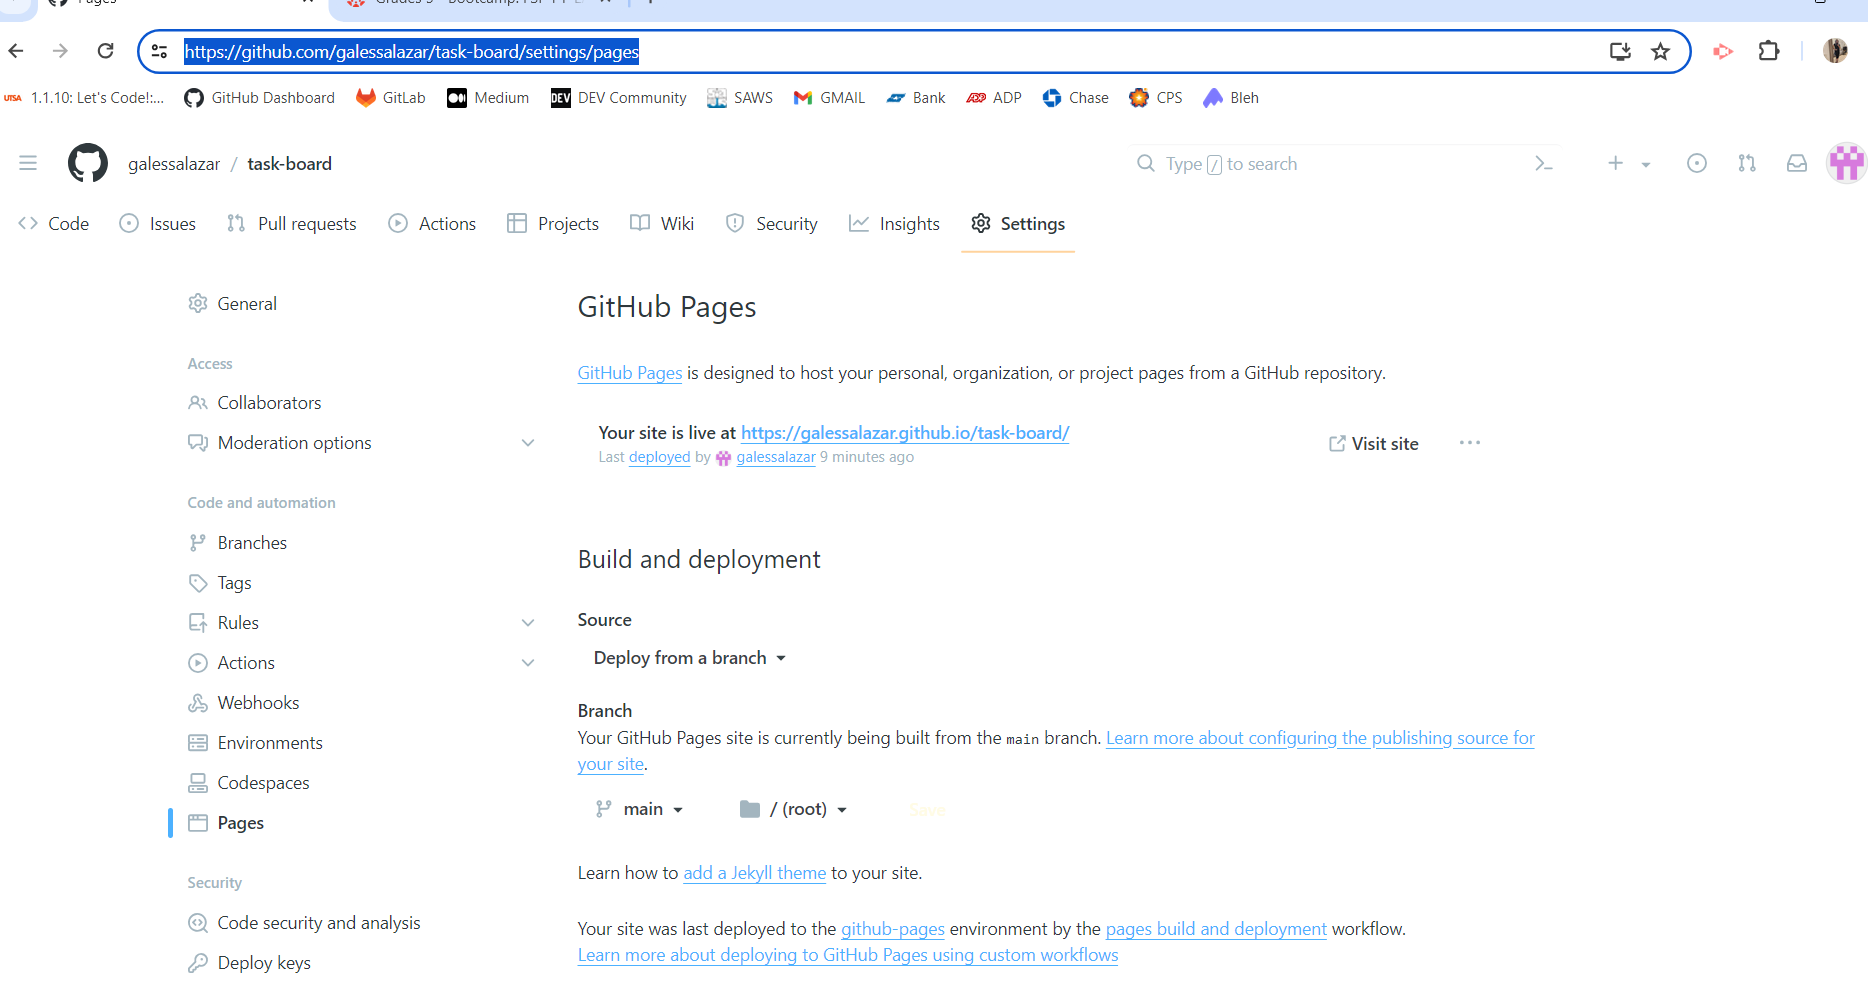 Pages
https://github.com/galessalazar/task-board/settings/pages
UTSA 1.1.10: Let's Code!:... GitHub Dashboard GitLab Medium DEV DEV Community SAWS GMAIL Bank ADP ADP Chase CPS Bleh
galessalazar / task-board
Type / to search
Code Issues Pull requests Actions Projects Wiki Security Insights Settings
General
Access
Collaborators
Moderation options
Code and automation
Branches
Tags
Rules
Actions
Webhooks
Environments
Codespaces
Pages
Security
Code security and analysis
Deploy keys
GitHub Pages
GitHub Pages is designed to host your personal, organization, or project pages from a GitHub repository.
Your site is live at https://galessalazar.github.io/task-board/
Last deployed by galessalazar 9 minutes ago
Visit site
Build and deployment
Source
Deploy from a branch
Branch
Your GitHub Pages site is currently being built from the main branch. Learn more about configuring the publishing source for
your site.
main / (root) Save
Learn how to add a Jekyll theme to your site.
Your site was last deployed to the github-pages environment by the pages build and deployment workflow.
Learn more about deploying to GitHub Pages using custom workflows